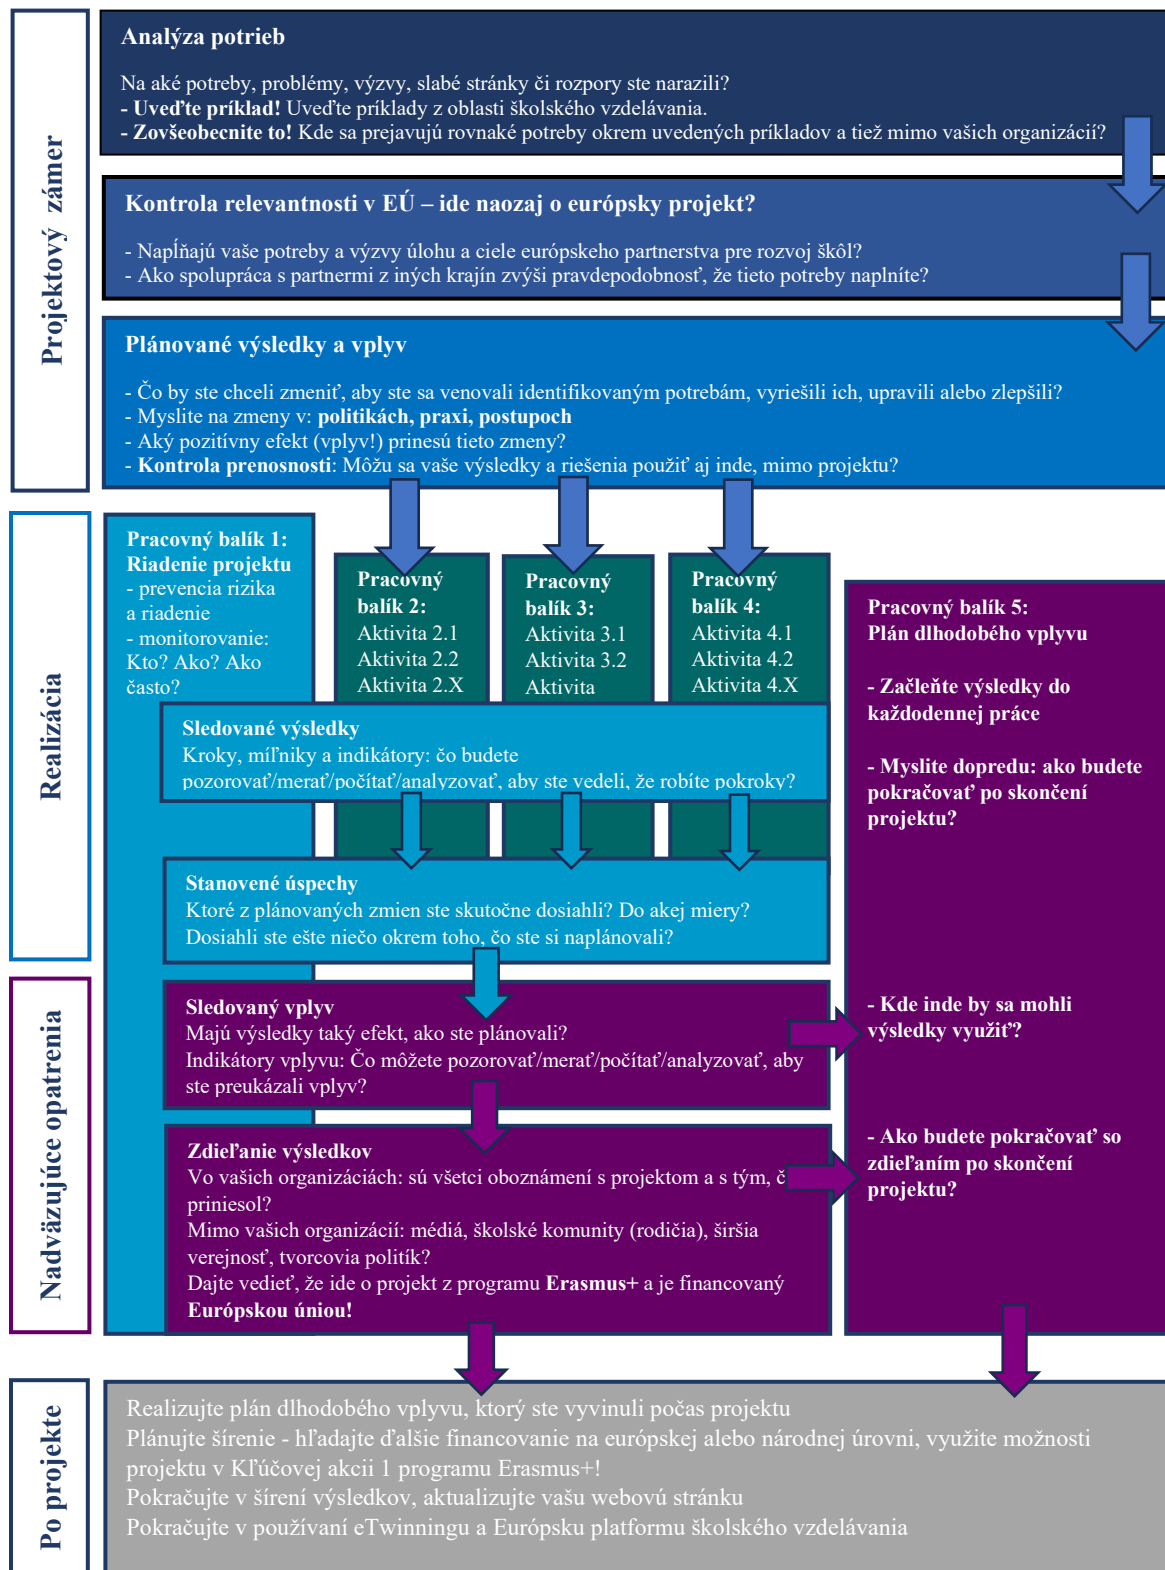 Projektový zámer
Analýza potrieb
Na aké potreby, problémy, výzvy, slabé stránky či rozpory ste narazili?
- Uveďte príklad! Uveďte príklady z oblasti školského vzdelávania.
- Zovšeobecnite to! Kde sa prejavujú rovnaké potreby okrem uvedených príkladov a tiež mimo vašich organizácií?
Kontrola relevantnosti v EÚ – ide naozaj o európsky projekt?
- Napĺňajú vaše potreby a výzvy úlohu a ciele európskeho partnerstva pre rozvoj škôl?
- Ako spolupráca s partnermi z iných krajín zvýši pravdepodobnosť, že tieto potreby naplníte?
Plánované výsledky a vplyv
- Čo by ste chceli zmeniť, aby ste sa venovali identifikovaným potrebám, vyriešili ich, upravili alebo zlepšili?
- Myslite na zmeny v: politikách, praxi, postupoch
- Aký pozitívny efekt (vplyv!) prinesú tieto zmeny?
- Kontrola prenosnosti: Môžu sa vaše výsledky a riešenia použiť aj inde, mimo projektu?
Realizácia
Pracovný balík 1:
Riadenie projektu
- prevencia rizika
a riadenie
- monitorovanie:
Kto? Ako? Ako
často?
Pracovný
balík 2:
Aktivita 2.1
Aktivita 2.2
Aktivita 2.X
Pracovný
balík 3:
Aktivita 3.1
Aktivita 3.2
Aktivita
Pracovný
balík 4:
Aktivita 4.1
Aktivita 4.2
Aktivita 4.X
Pracovný balík 5:
Plán dlhodobého vplyvu
- Začleňte výsledky do
každodennej práce
- Myslite dopredu: ako budete
pokračovať po skončení
projektu?
- Kde inde by sa mohli
výsledky využiť?
- Ako budete pokračovať so
zdieľaním po skončení
projektu?
Sledované výsledky
Kroky, míľniky a indikátory: čo budete
pozorovať/merať/počítať/analyzovať, aby ste vedeli, že robíte pokroky?
Stanovené úspechy
Ktoré z plánovaných zmien ste skutočne dosiahli? Do akej miery?
Dosiahli ste ešte niečo okrem toho, čo ste si naplánovali?
Nadväzujúce opatrenia
Sledovaný vplyv
Majú výsledky taký efekt, ako ste plánovali?
Indikátory vplyvu: Čo môžete pozorovať/merať/počítať/analyzovať, aby
ste preukázali vplyv?
Zdieľanie výsledkov
Vo vašich organizáciách: sú všetci oboznámení s projektom a s tým, č
priniesol?
Mimo vašich organizácií: médiá, školské komunity (rodičia), širšia
verejnosť, tvorcovia politík?
Dajte vedieť, že ide o projekt z programu Erasmus+ a je financovaný
Európskou úniou!
Po projekte
Realizujte plán dlhodobého vplyvu, ktorý ste vyvinuli počas projektu
Plánujte šírenie - hľadajte ďalšie financovanie na európskej alebo národnej úrovni, využite možnosti
projektu v Kľúčovej akcii 1 programu Erasmus+!
Pokračujte v šírení výsledkov, aktualizujte vašu webovú stránku
Pokračujte v používaní eTwinningu a Európsku platformu školského vzdelávania